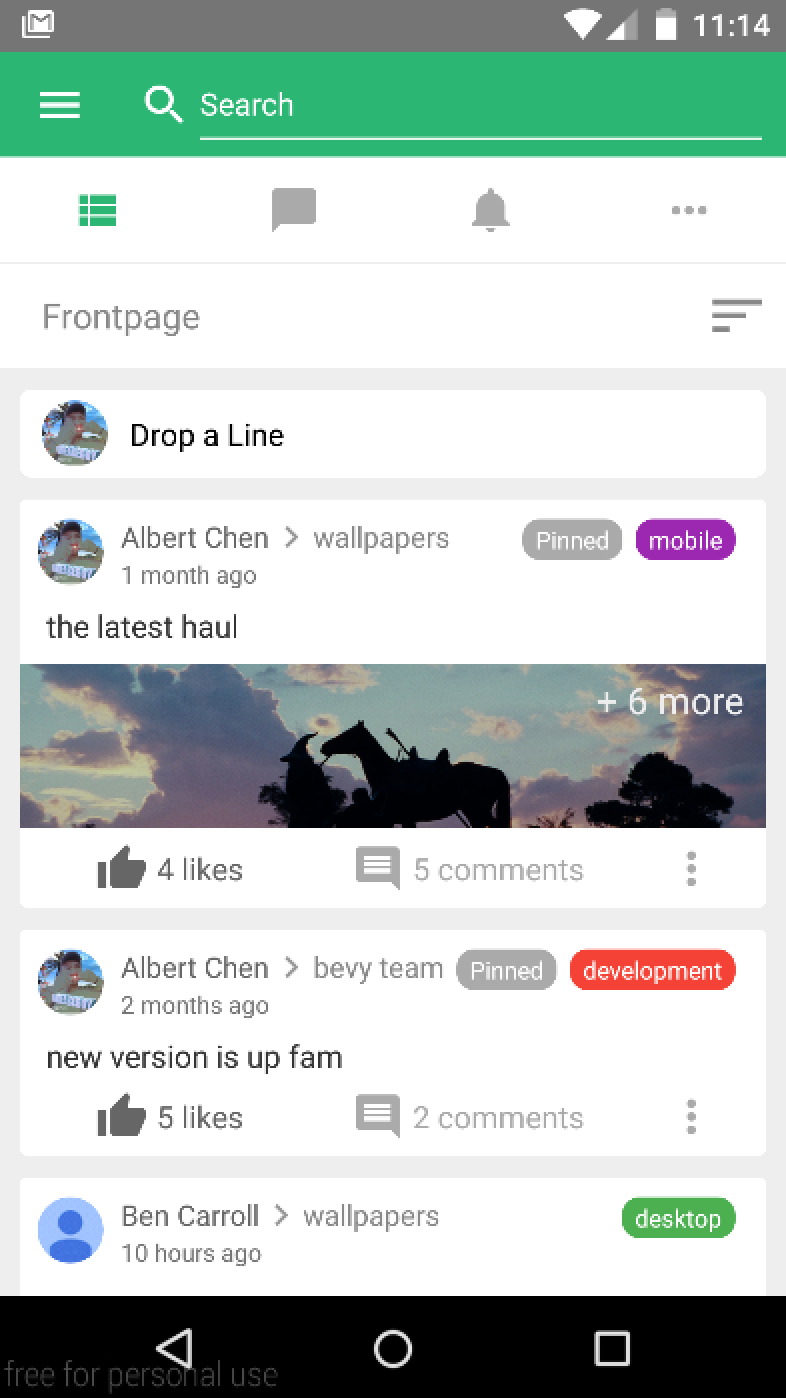 11:14
Search
Frontpage
Drop a Line
Albert Chen > wallpapers Pinned mobile
1 month ago
the latest haul
+ 6 more
4 likes 5 comments
Albert Chen > bevy team Pinned development
2 months ago
new version is up fam
5 likes 2 comments
Ben Carroll > wallpapers desktop
10 hours ago
free for personal use